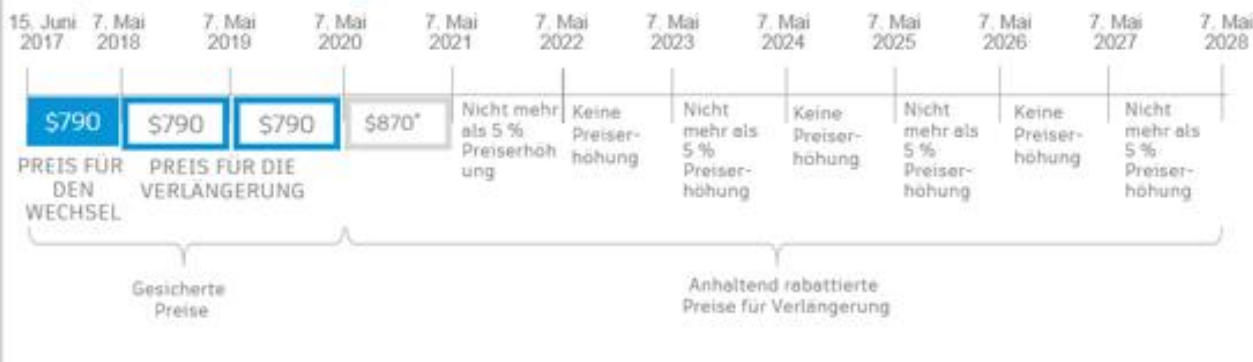 15. Juni 7. Mai 7. Mai 7. Mai 7. Mai 7. Mai 7. Mai 7. Mai 7. Mai 7. Mai 7. Mai 7. Mai
2017 2018 2019 2020 2021 2022 2023 2024 2025 2026 2027 2028
$790 $790 $790 $870*
PREIS FÜR
DEN
WECHSEL
PREIS FÜR DIE
VERLÄNGERUNG
Nicht mehr
als 5 %
Preiserhöh
ung
Keine
Preiser-
höhung
Nicht
mehr als
5 %
Preiser-
höhung
Keine
Preiser-
höhung
Nicht
mehr als
5 %
Preiser-
höhung
Keine
Preiser-
höhung
Nicht
mehr als
5 %
Preiser-
höhung
Gesicherte
Preise
Anhaltend rabattierte
Preise für Verlängerung